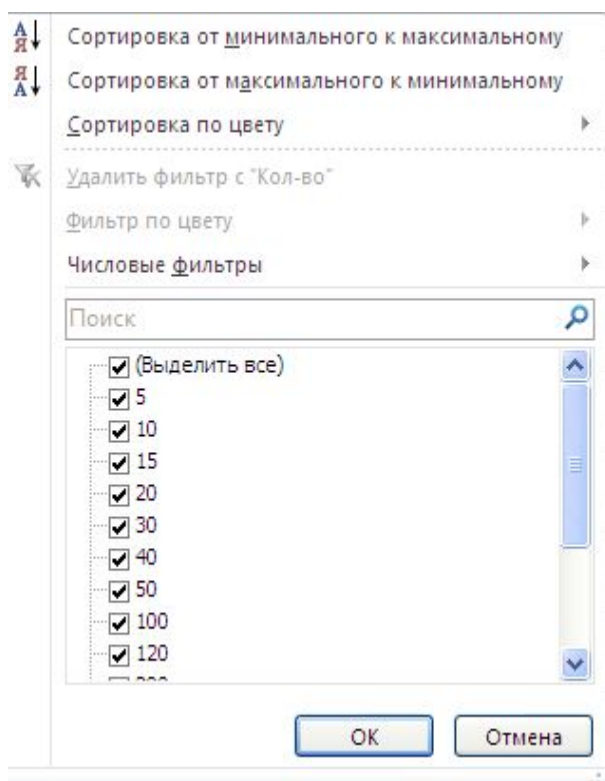 Сортировка от минимального к максимальному
Сортировка от максимального к минимальному
Сортировка по цвету
Удалить фильтр с "Кол-во"
Фильтр по цвету
Числовые фильтры
Поиск
(Выделить все)
5
10
15
20
30
40
50
100
120
ОК
Отмена